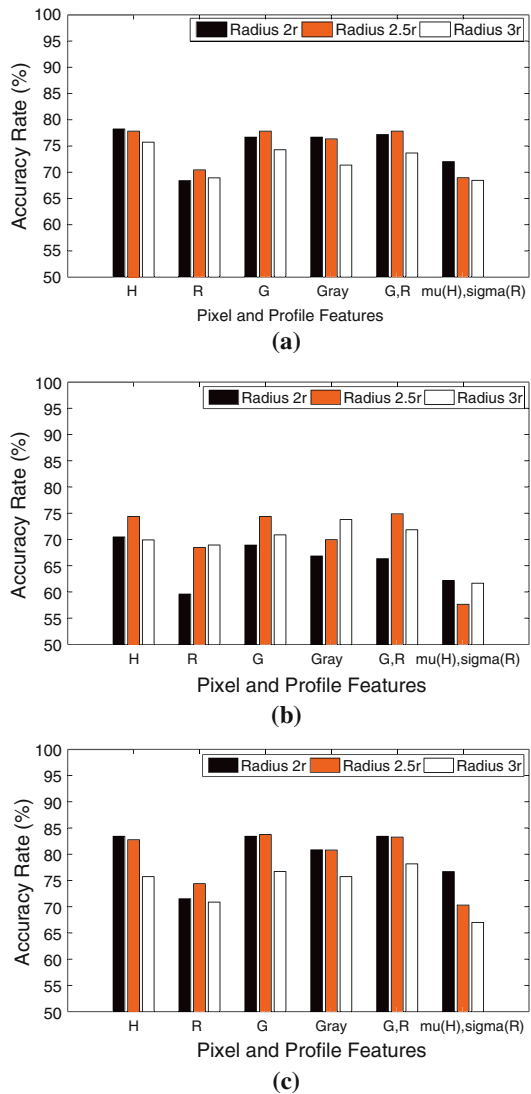 100
95
90
85
80
75
70
65
60
55
50
Accuracy Rate (%)
Radius 2r Radius 2.5r Radius 3r
H R G Gray G,R mu(H),sigma(R)
Pixel and Profile Features
(a)
100
95
90
85
80
75
70
65
60
55
50
Accuracy Rate (%)
Radius 2r Radius 2.5r Radius 3r
H R G Gray G,R mu(H),sigma(R)
Pixel and Profile Features
(b)
100
95
90
85
80
75
70
65
60
55
50
Accuracy Rate (%)
Radius 2r Radius 2.5r Radius 3r
H R G Gray G,R mu(H),sigma(R)
Pixel and Profile Features
(c)